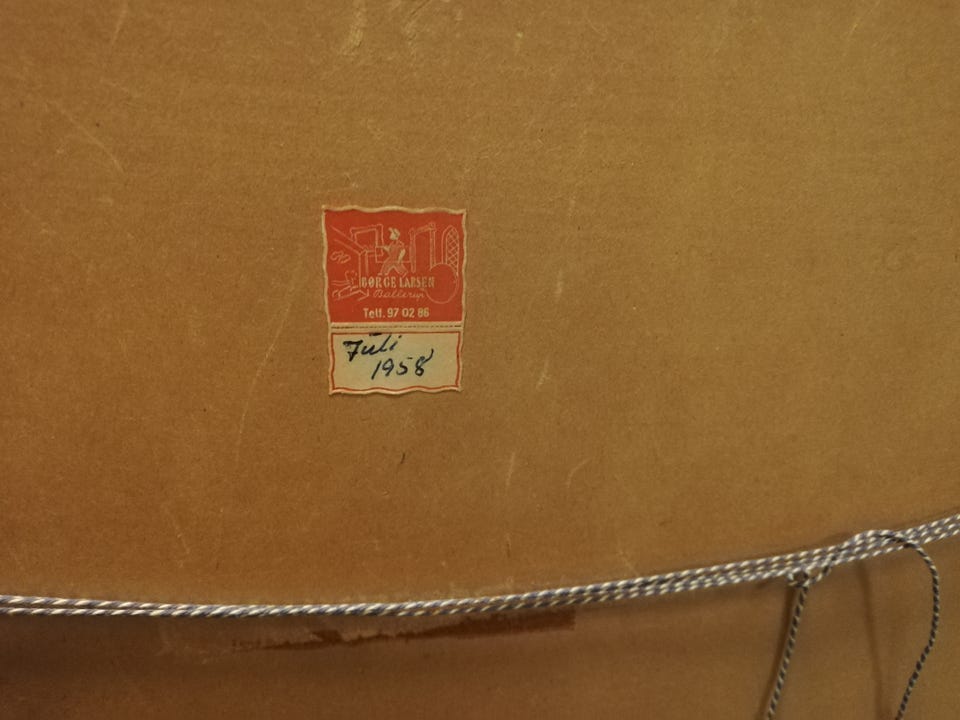 BØRGE LARSEN
Ballerup
Telf. 97 02 86
Juli
1958